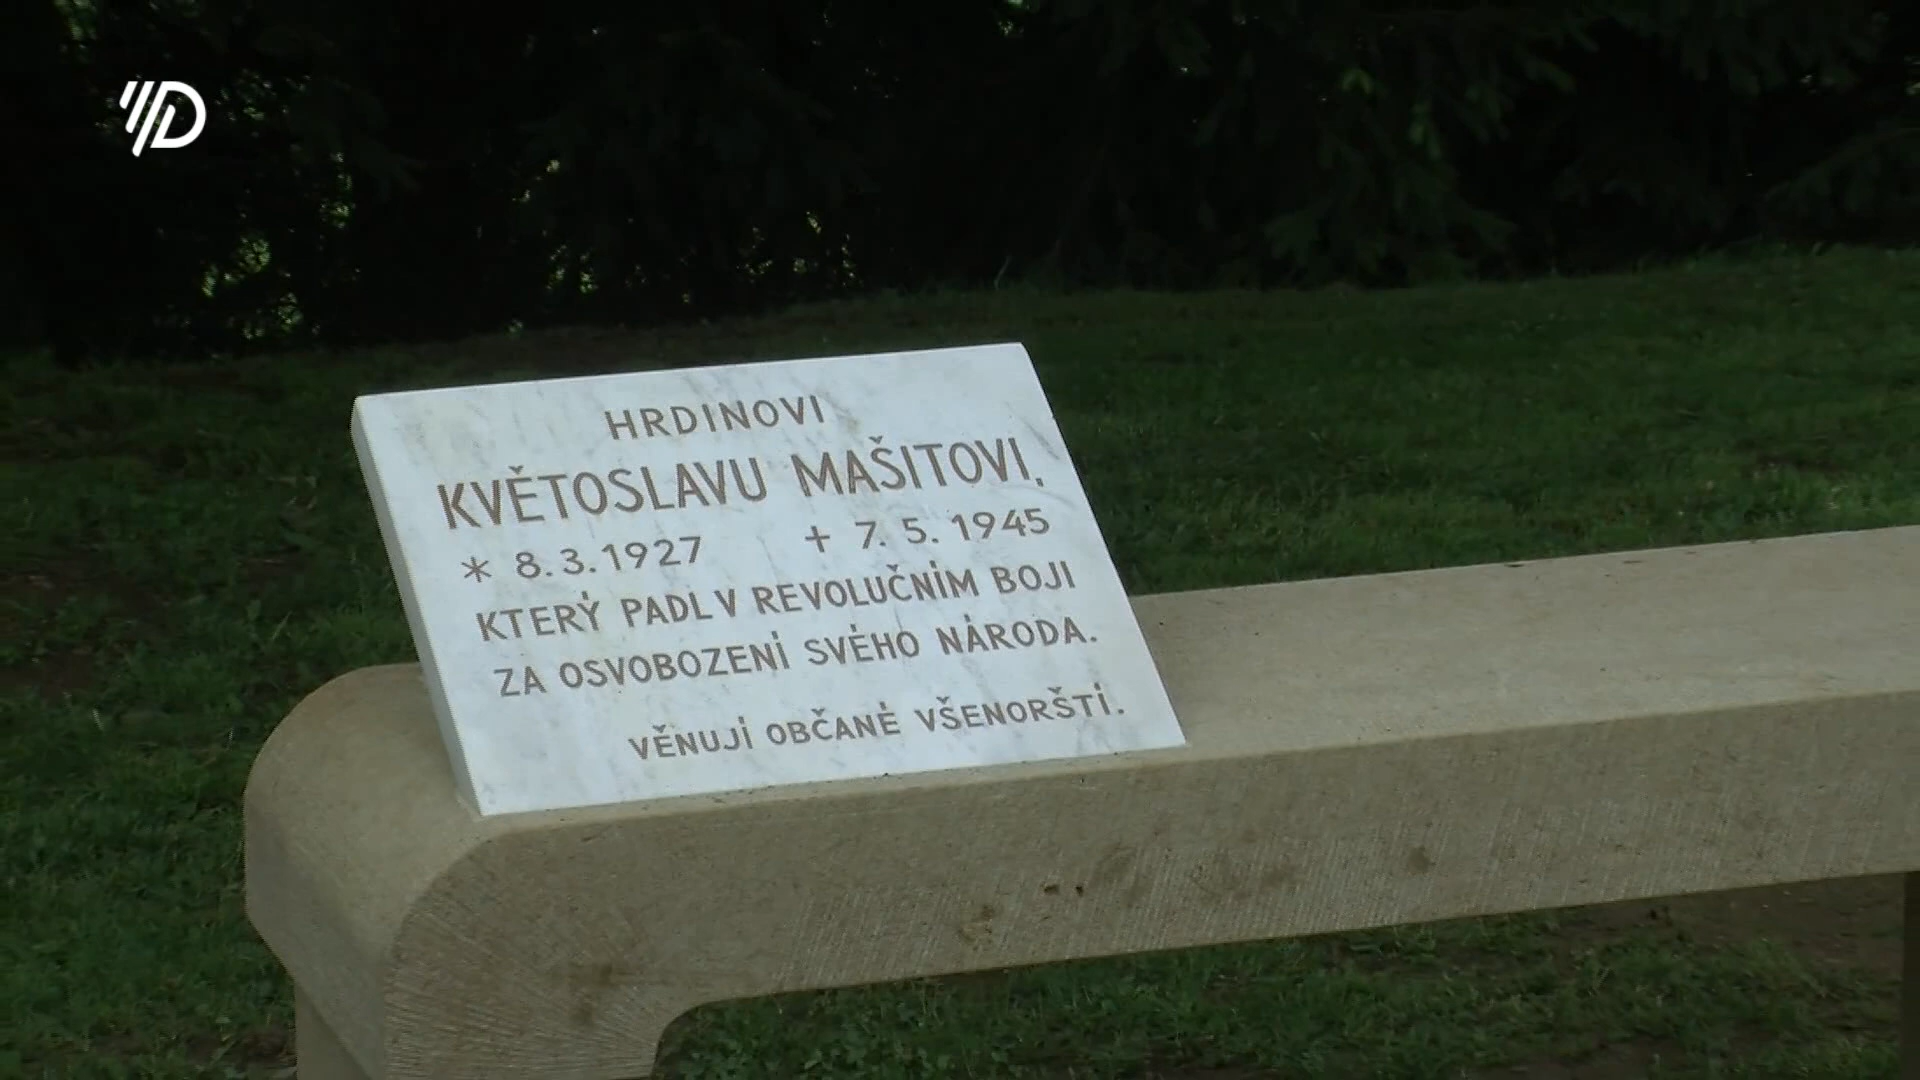 D
HRDINOVI
KVĚTOSLAVU MAŠITOVI,
* 8.3.1927 + 7.5.1945
KTERÝ PADL V REVOLUČNÍM BOJI
ZA OSVOBOZENÍ SVÉHO NÁRODA.
VĚNUJÍ OBČANÉ VŠENORŠTÍ.